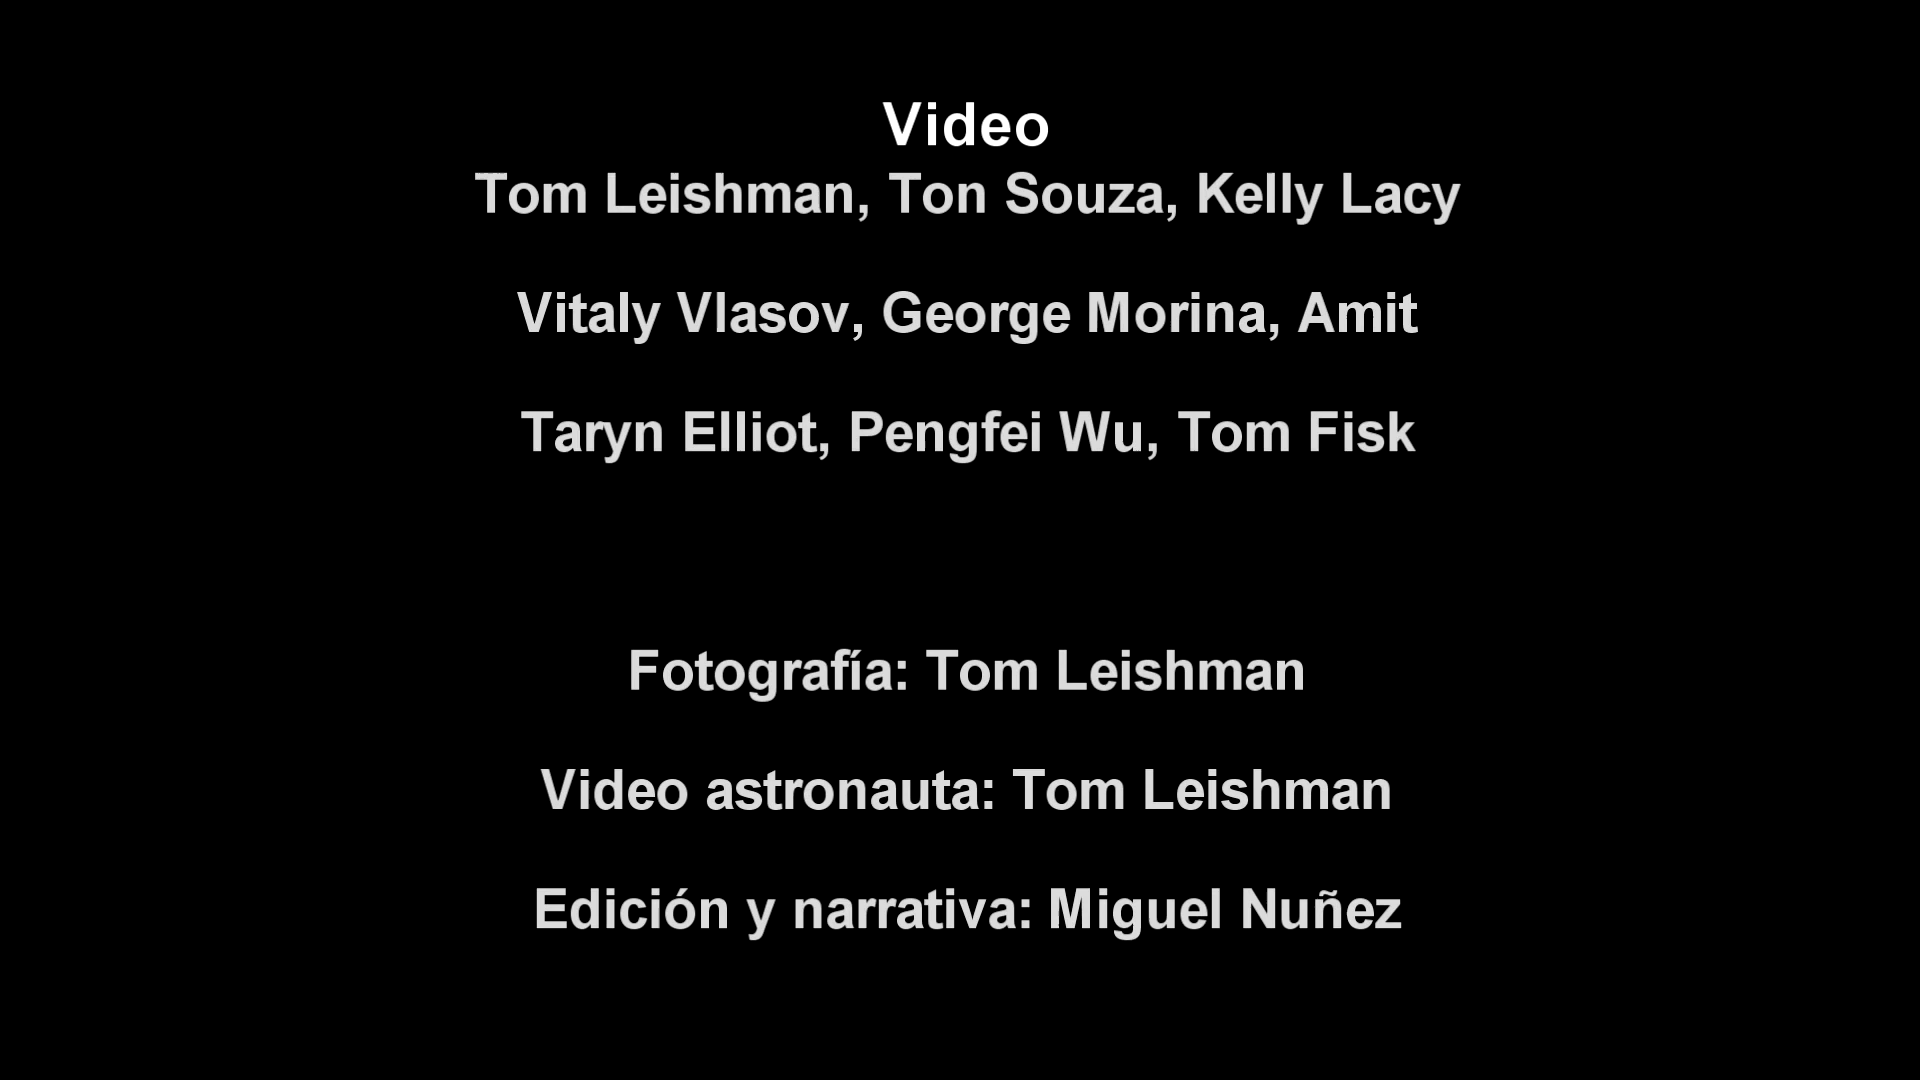 Video
Tom Leishman, Ton Souza, Kelly Lacy
Vitaly Vlasov, George Morina, Amit
Taryn Elliot, Pengfei Wu, Tom Fisk
Fotografía: Tom Leishman
Video astronauta: Tom Leishman
Edición y narrativa: Miguel Nuñez